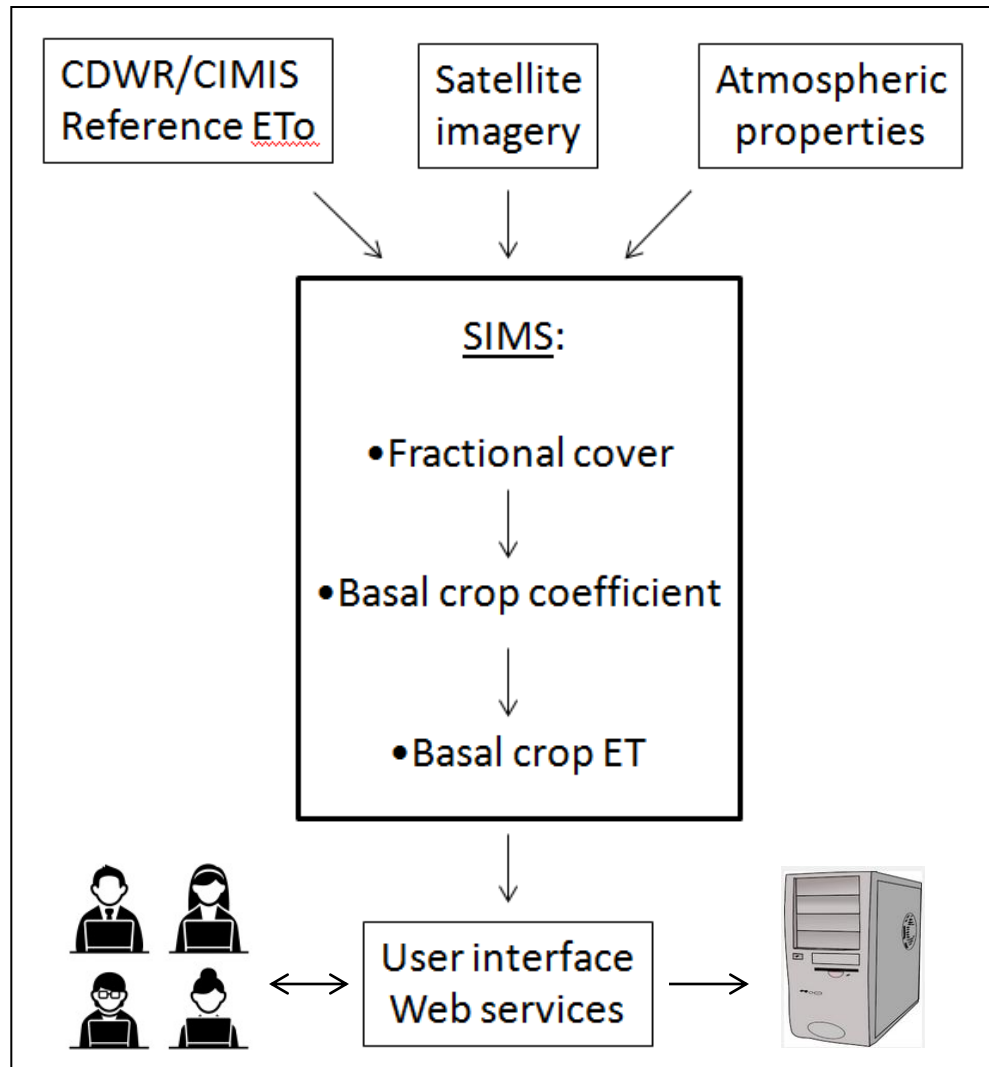 CDWR/CIMIS
Reference ETo
Satellite
imagery
Atmospheric
properties
SIMS:
•Fractional cover
•Basal crop coefficient
•Basal crop ET
User interface
Web services